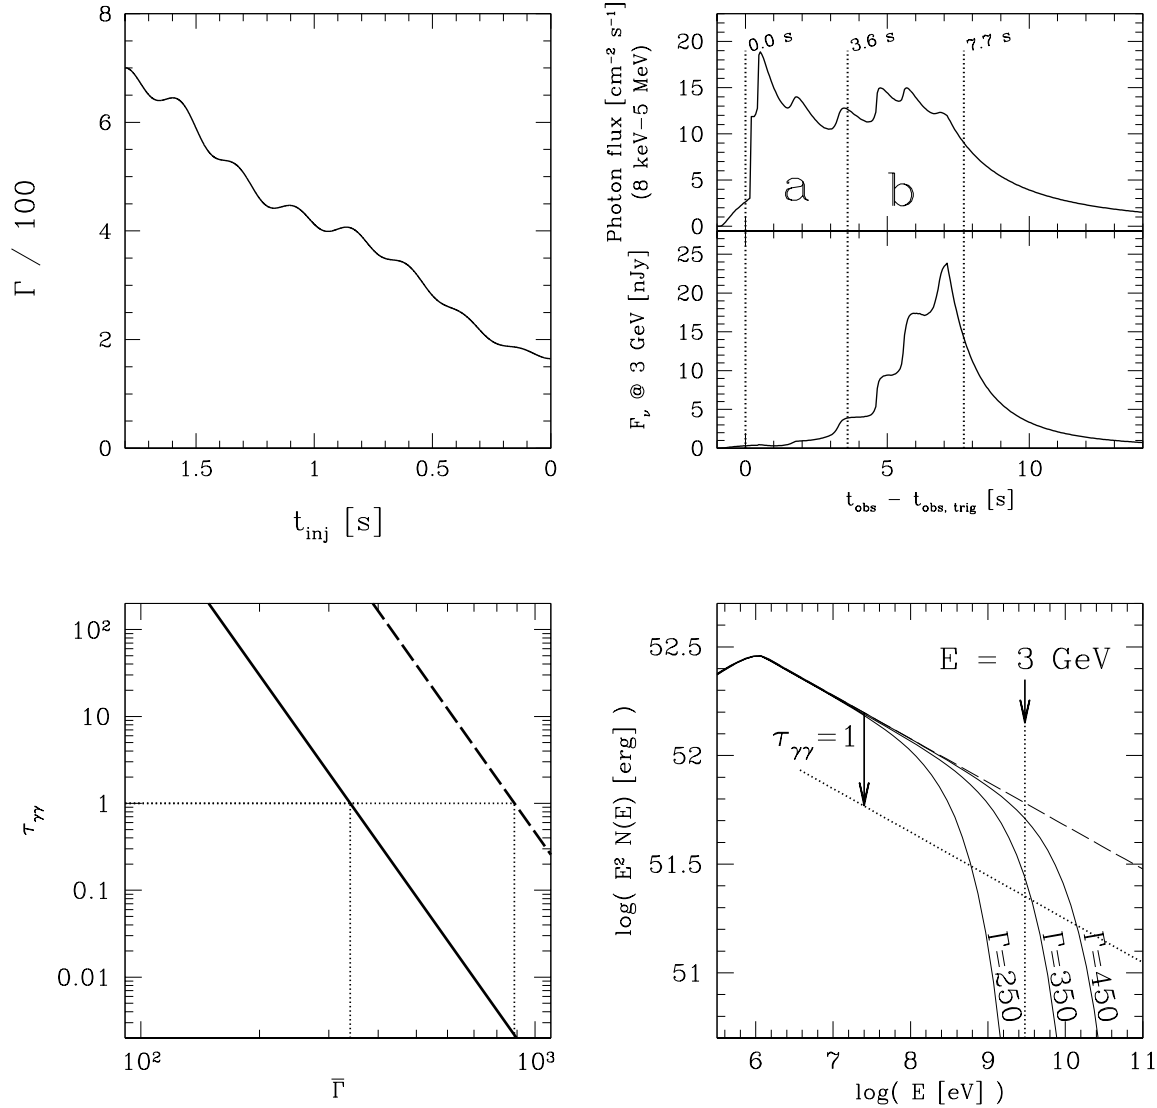 8
6
4
2
0
Γ / 100
1.5
1
0.5
0
t_inj [s]
Photon flux [cm⁻² s⁻¹]
(8 keV−5 MeV)
20
15
10
5
0
0.0 s
3.6 s
7.7 s
a
b
F_ν @ 3 GeV [nJy]
25
20
15
10
5
0
0
5
10
t_obs − t_obs, trig [s]
10²
10
1
0.1
0.01
τ_γγ
10²
10³
Γ̄
log( E² N(E) [erg] )
52.5
52
51.5
51
E = 3 GeV
τ_γγ=1
Γ=250
Γ=350
Γ=450
6
7
8
9
10
11
log( E [eV] )